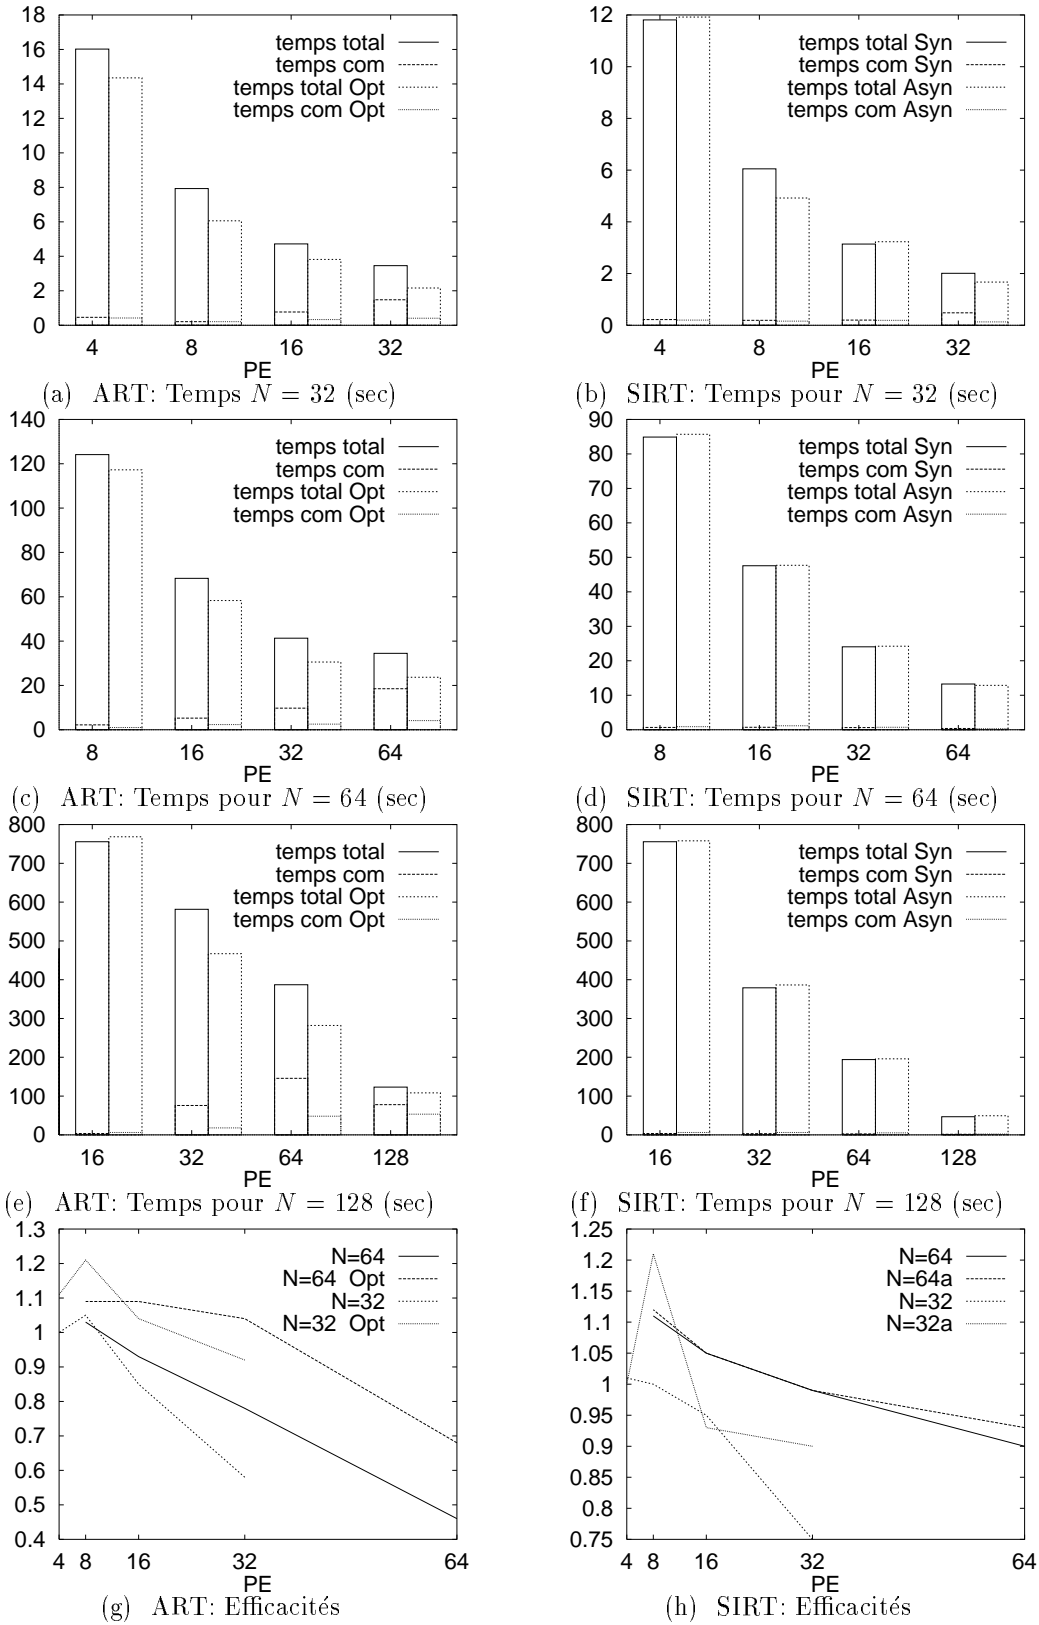 18
16
14
12
10
8
6
4
2
0
temps total
temps com
temps total Opt
temps com Opt
4 8 16 32
PE
(a) ART: Temps N = 32 (sec)
12
10
8
6
4
2
0
temps total Syn
temps com Syn
temps total Asyn
temps com Asyn
4 8 16 32
PE
(b) SIRT: Temps pour N = 32 (sec)
140
120
100
80
60
40
20
0
temps total
temps com
temps total Opt
temps com Opt
8 16 32 64
PE
(c) ART: Temps pour N = 64 (sec)
90
80
70
60
50
40
30
20
10
0
temps total Syn
temps com Syn
temps total Asyn
temps com Asyn
8 16 32 64
PE
(d) SIRT: Temps pour N = 64 (sec)
800
700
600
500
400
300
200
100
0
temps total
temps com
temps total Opt
temps com Opt
16 32 64 128
PE
(e) ART: Temps pour N = 128 (sec)
800
700
600
500
400
300
200
100
0
temps total Syn
temps com Syn
temps total Asyn
temps com Asyn
16 32 64 128
PE
(f) SIRT: Temps pour N = 128 (sec)
1.3
1.2
1.1
1
0.9
0.8
0.7
0.6
0.5
0.4
N=64
N=64 Opt
N=32
N=32 Opt
4 8 16 32 64
PE
(g) ART: Efficacités
1.25
1.2
1.15
1.1
1.05
1
0.95
0.9
0.85
0.8
0.75
N=64
N=64a
N=32
N=32a
4 8 16 32 64
PE
(h) SIRT: Efficacités